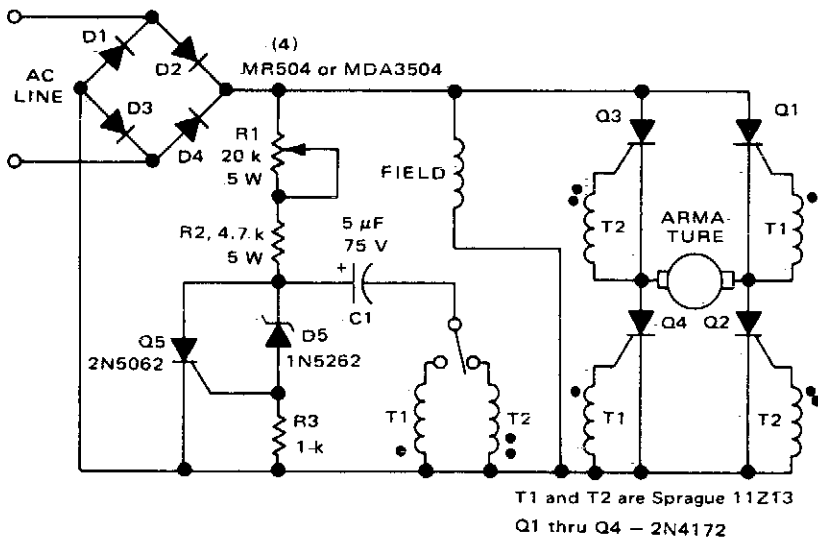 D1
D2
AC
LINE
D3
D4
(4)
MR504 or MDA3504
R1
20 k
5 W
R2, 4.7 k
5 W
5 μF
75 V
+
C1
Q5
2N5062
D5
1N5262
R3
1-k
T1
T2
FIELD
Q3
Q1
T2
ARMA-
TURE
T1
Q4
Q2
T1
T2
T1 and T2 are Sprague 11Z13
Q1 thru Q4 – 2N4172